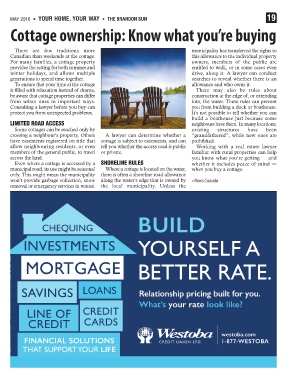 MAY 2016 • YOUR HOME, YOUR WAY • THE BRANDON SUN
19
Cottage ownership: Know what you're buying
There are few traditions more
Canadian than weekends at the cottage.
For many families, a cottage property
provides the setting for both summer and
winter holidays, and allows multiple
generations to spend time together.
To ensure that your time at the cottage
is filled with relaxation instead of drama,
be aware that cottage properties can differ
from urban ones in important ways.
Consulting a lawyer before you buy can
protect you from unexpected problems.
LIMITED ROAD ACCESS
Some cottages can be reached only by
crossing a neighbour's property. Others
have easements registered on title that
allow neighbouring residents, or even
members of the general public, to travel
across the land.
Even where a cottage is accessed by a
municipal road, its use might be seasonal
only. This might mean the municipality
won't provide garbage collection, snow
removal or emergency services in winter.
A lawyer can determine whether a
cottage is subject to easements, and can
tell you whether the access road is public
or private.
SHORELINE RULES
Where a cottage is located on the water,
there is often a shoreline road allowance
along the water's edge that is owned by
the local municipality. Unless the
municipality has transferred the rights to
this allowance to the individual property
owners, members of the public are
entitled to walk, or in some cases even
drive, along it. A lawyer can conduct
searches to reveal whether there is an
allowance and who owns it.
There may also be rules about
construction at the edge of, or extending
into, the water. These rules can prevent
you from building a dock or boathouse.
It's not possible to tell whether you can
build a boathouse just because some
neighbours have them. In many locations,
existing structures have been
"grandfathered", while new ones are
prohibited.
Working with a real estate lawyer
familiar with rural properties can help
you know what you're getting — and
whether it includes peace of mind —
when you buy a cottage.
- News Canada
CHEQUING
INVESTMENTS
MORTGAGE
SAVINGS
LOANS
LINE OF
CREDIT
CREDIT
CARDS
FINANCIAL SOLUTIONS
THAT SUPPORT YOUR LIFE
BUILD
YOURSELF A
BETTER RATE.
Relationship pricing built for you.
What's your rate look like?
Westoba
CREDIT UNION LTD.
westoba.com
1-877-WESTOBA